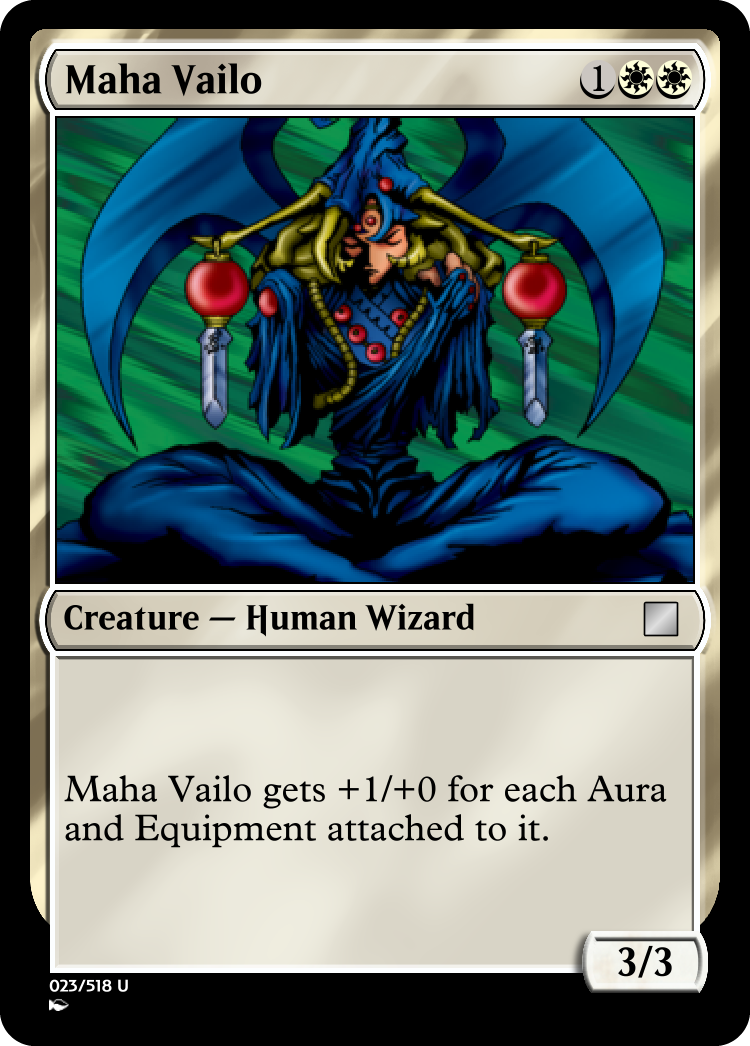 Maha Vailo 1
Creature — Human Wizard
Maha Vailo gets +1/+0 for each Aura
and Equipment attached to it.
3/3
023/518 U